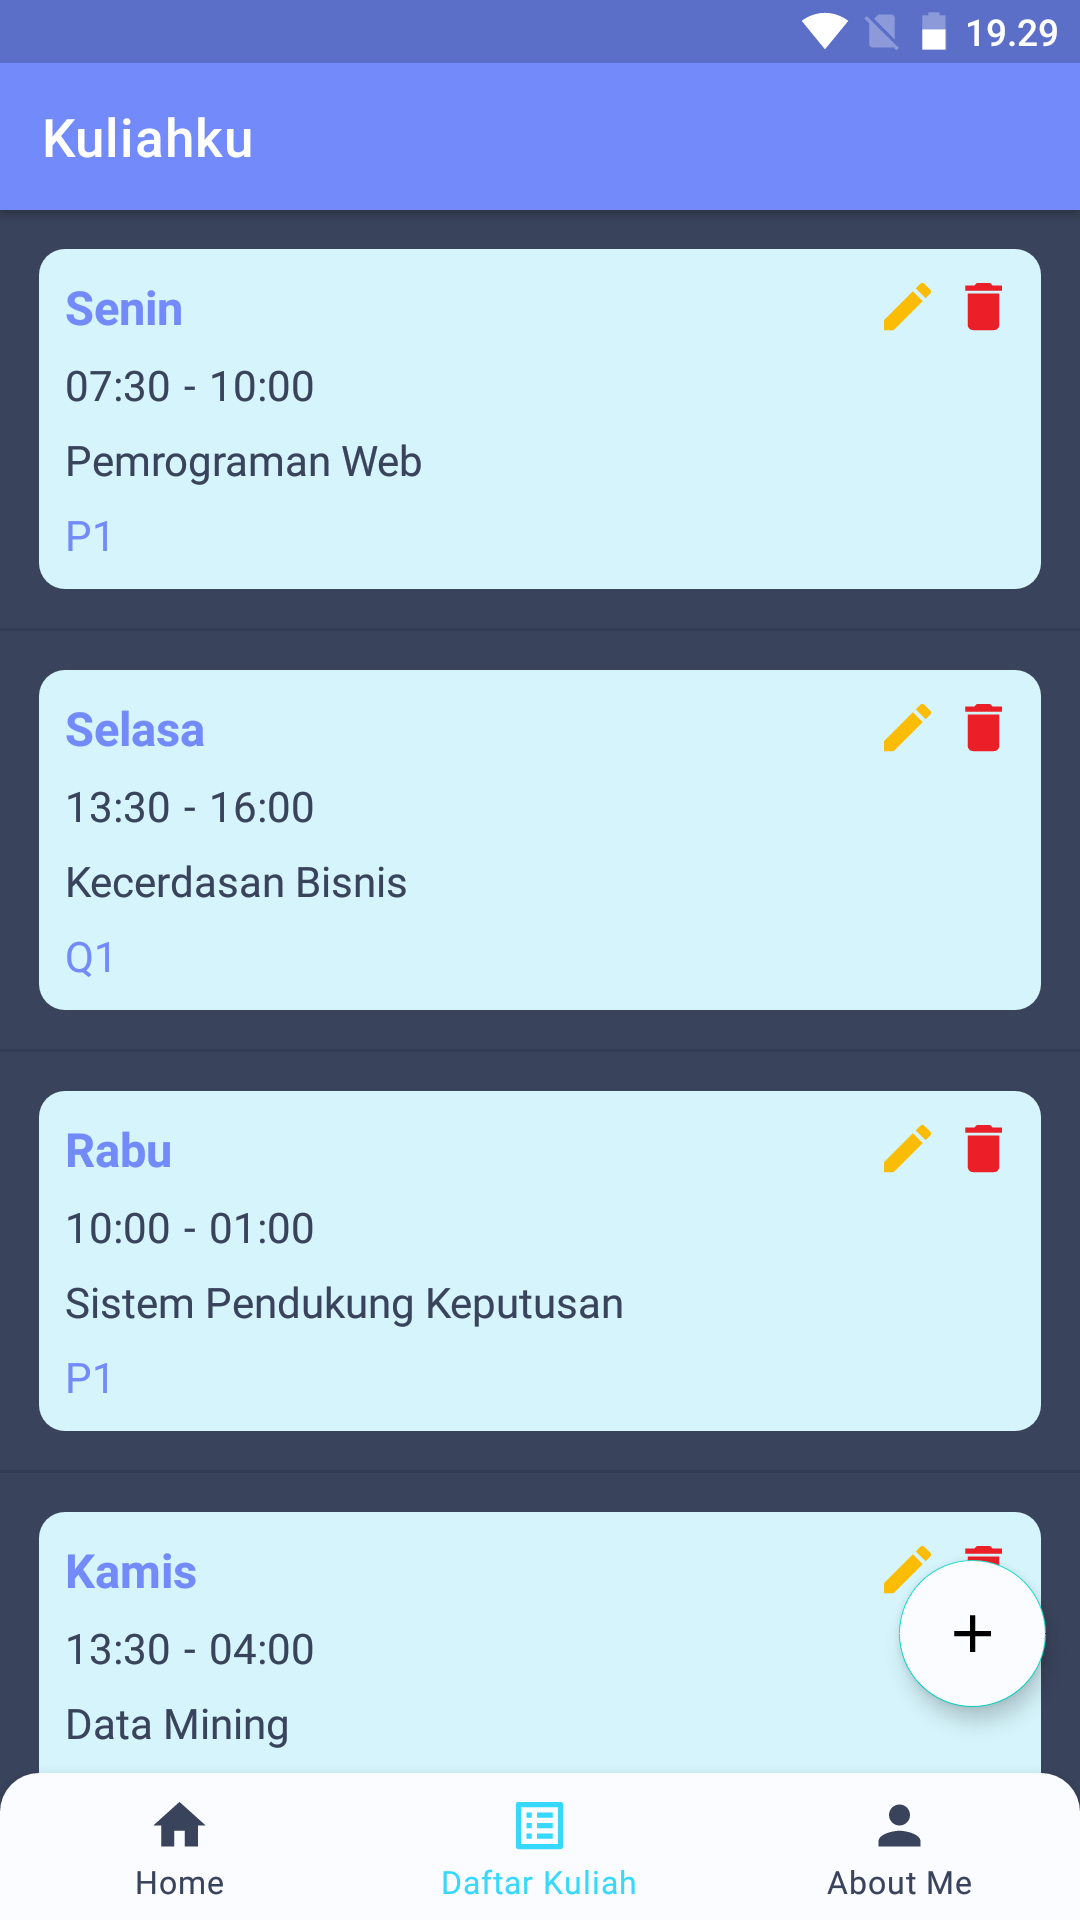 19.29
Kuliahku
Senin
07:30 - 10:00
Pemrograman Web
P1
Selasa
13:30 - 16:00
Kecerdasan Bisnis
Q1
Rabu
10:00 - 01:00
Sistem Pendukung Keputusan
P1
Kamis
13:30 - 04:00
Data Mining
Home
Daftar Kuliah
About Me